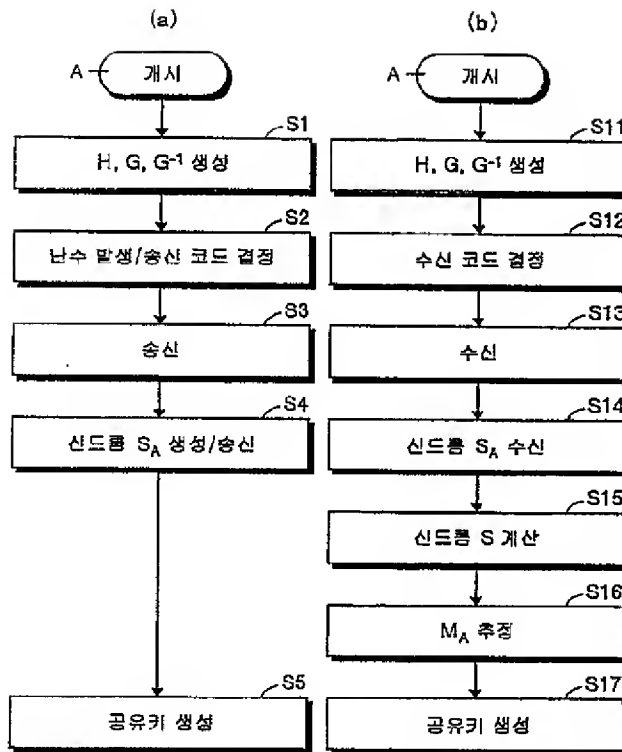 (a)
A
개시
S1
H, G, G⁻¹ 생성
S2
난수 발생/송신 코드 결정
S3
송신
S4
신드롬 S_A 생성/송신
S5
공유키 생성
(b)
A
개시
S11
H, G, G⁻¹ 생성
S12
수신 코드 결정
S13
수신
S14
신드롬 S_A 수신
S15
신드롬 S 계산
S16
M_A 추정
S17
공유키 생성